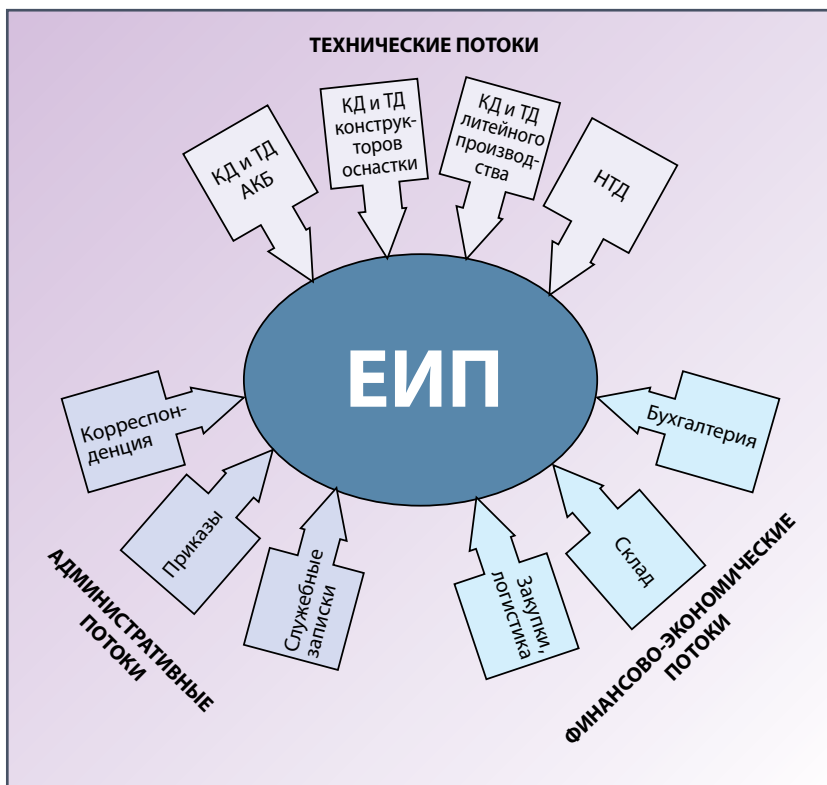 ТЕХНИЧЕСКИЕ ПОТОКИ
КД и ТД
АКБ
КД и ТД
конструк-
торов
оснастки
КД и ТД
литейного
производ-
ства
НТД
ЕИП
Корреспон-
денция
Приказы
Служебные
записки
АДМИНИСТРАТИВНЫЕ
ПОТОКИ
Закупки,
логистика
Склад
Бухгалтерия
ФИНАНСОВО-ЭКОНОМИЧЕСКИЕ
ПОТОКИ